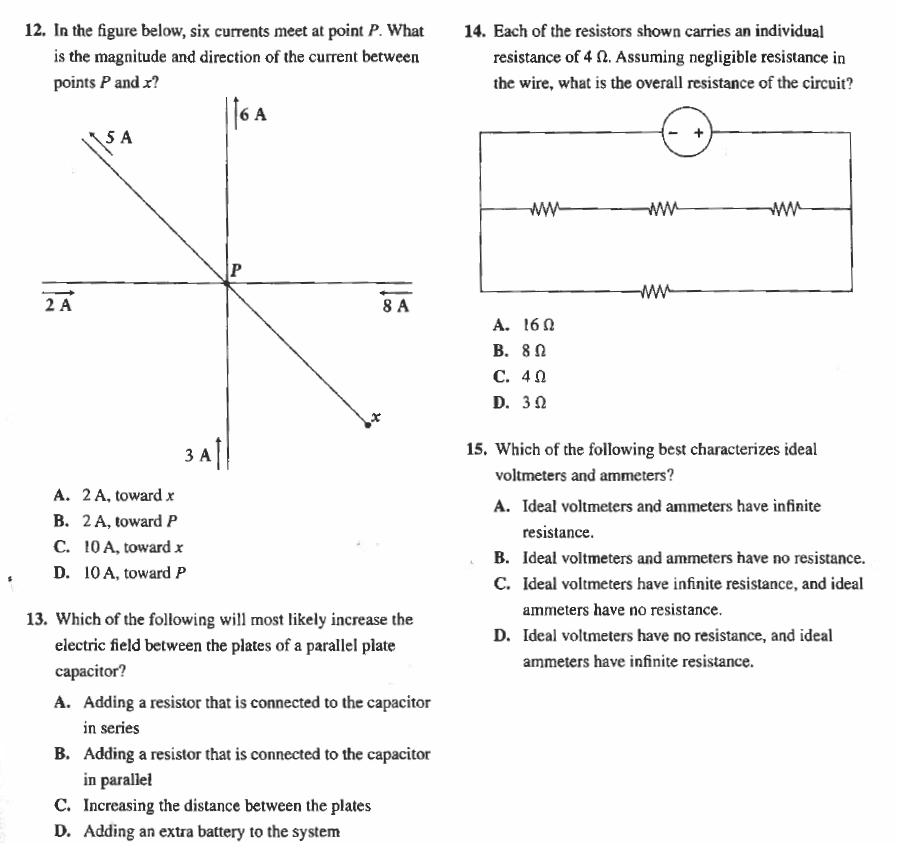 12. In the figure below, six currents meet at point P. What
is the magnitude and direction of the current between
points P and x?
6 A
5 A
P
2 A
8 A
x
3 A
A. 2 A, toward x
B. 2 A, toward P
C. 10 A, toward x
D. 10 A, toward P
13. Which of the following will most likely increase the
electric field between the plates of a parallel plate
capacitor?
A. Adding a resistor that is connected to the capacitor
in series
B. Adding a resistor that is connected to the capacitor
in parallel
C. Increasing the distance between the plates
D. Adding an extra battery to the system
14. Each of the resistors shown carries an individual
resistance of 4 Ω. Assuming negligible resistance in
the wire, what is the overall resistance of the circuit?
- +
A. 16 Ω
B. 8 Ω
C. 4 Ω
D. 3 Ω
15. Which of the following best characterizes ideal
voltmeters and ammeters?
A. Ideal voltmeters and ammeters have infinite
resistance.
B. Ideal voltmeters and ammeters have no resistance.
C. Ideal voltmeters have infinite resistance, and ideal
ammeters have no resistance.
D. Ideal voltmeters have no resistance, and ideal
ammeters have infinite resistance.